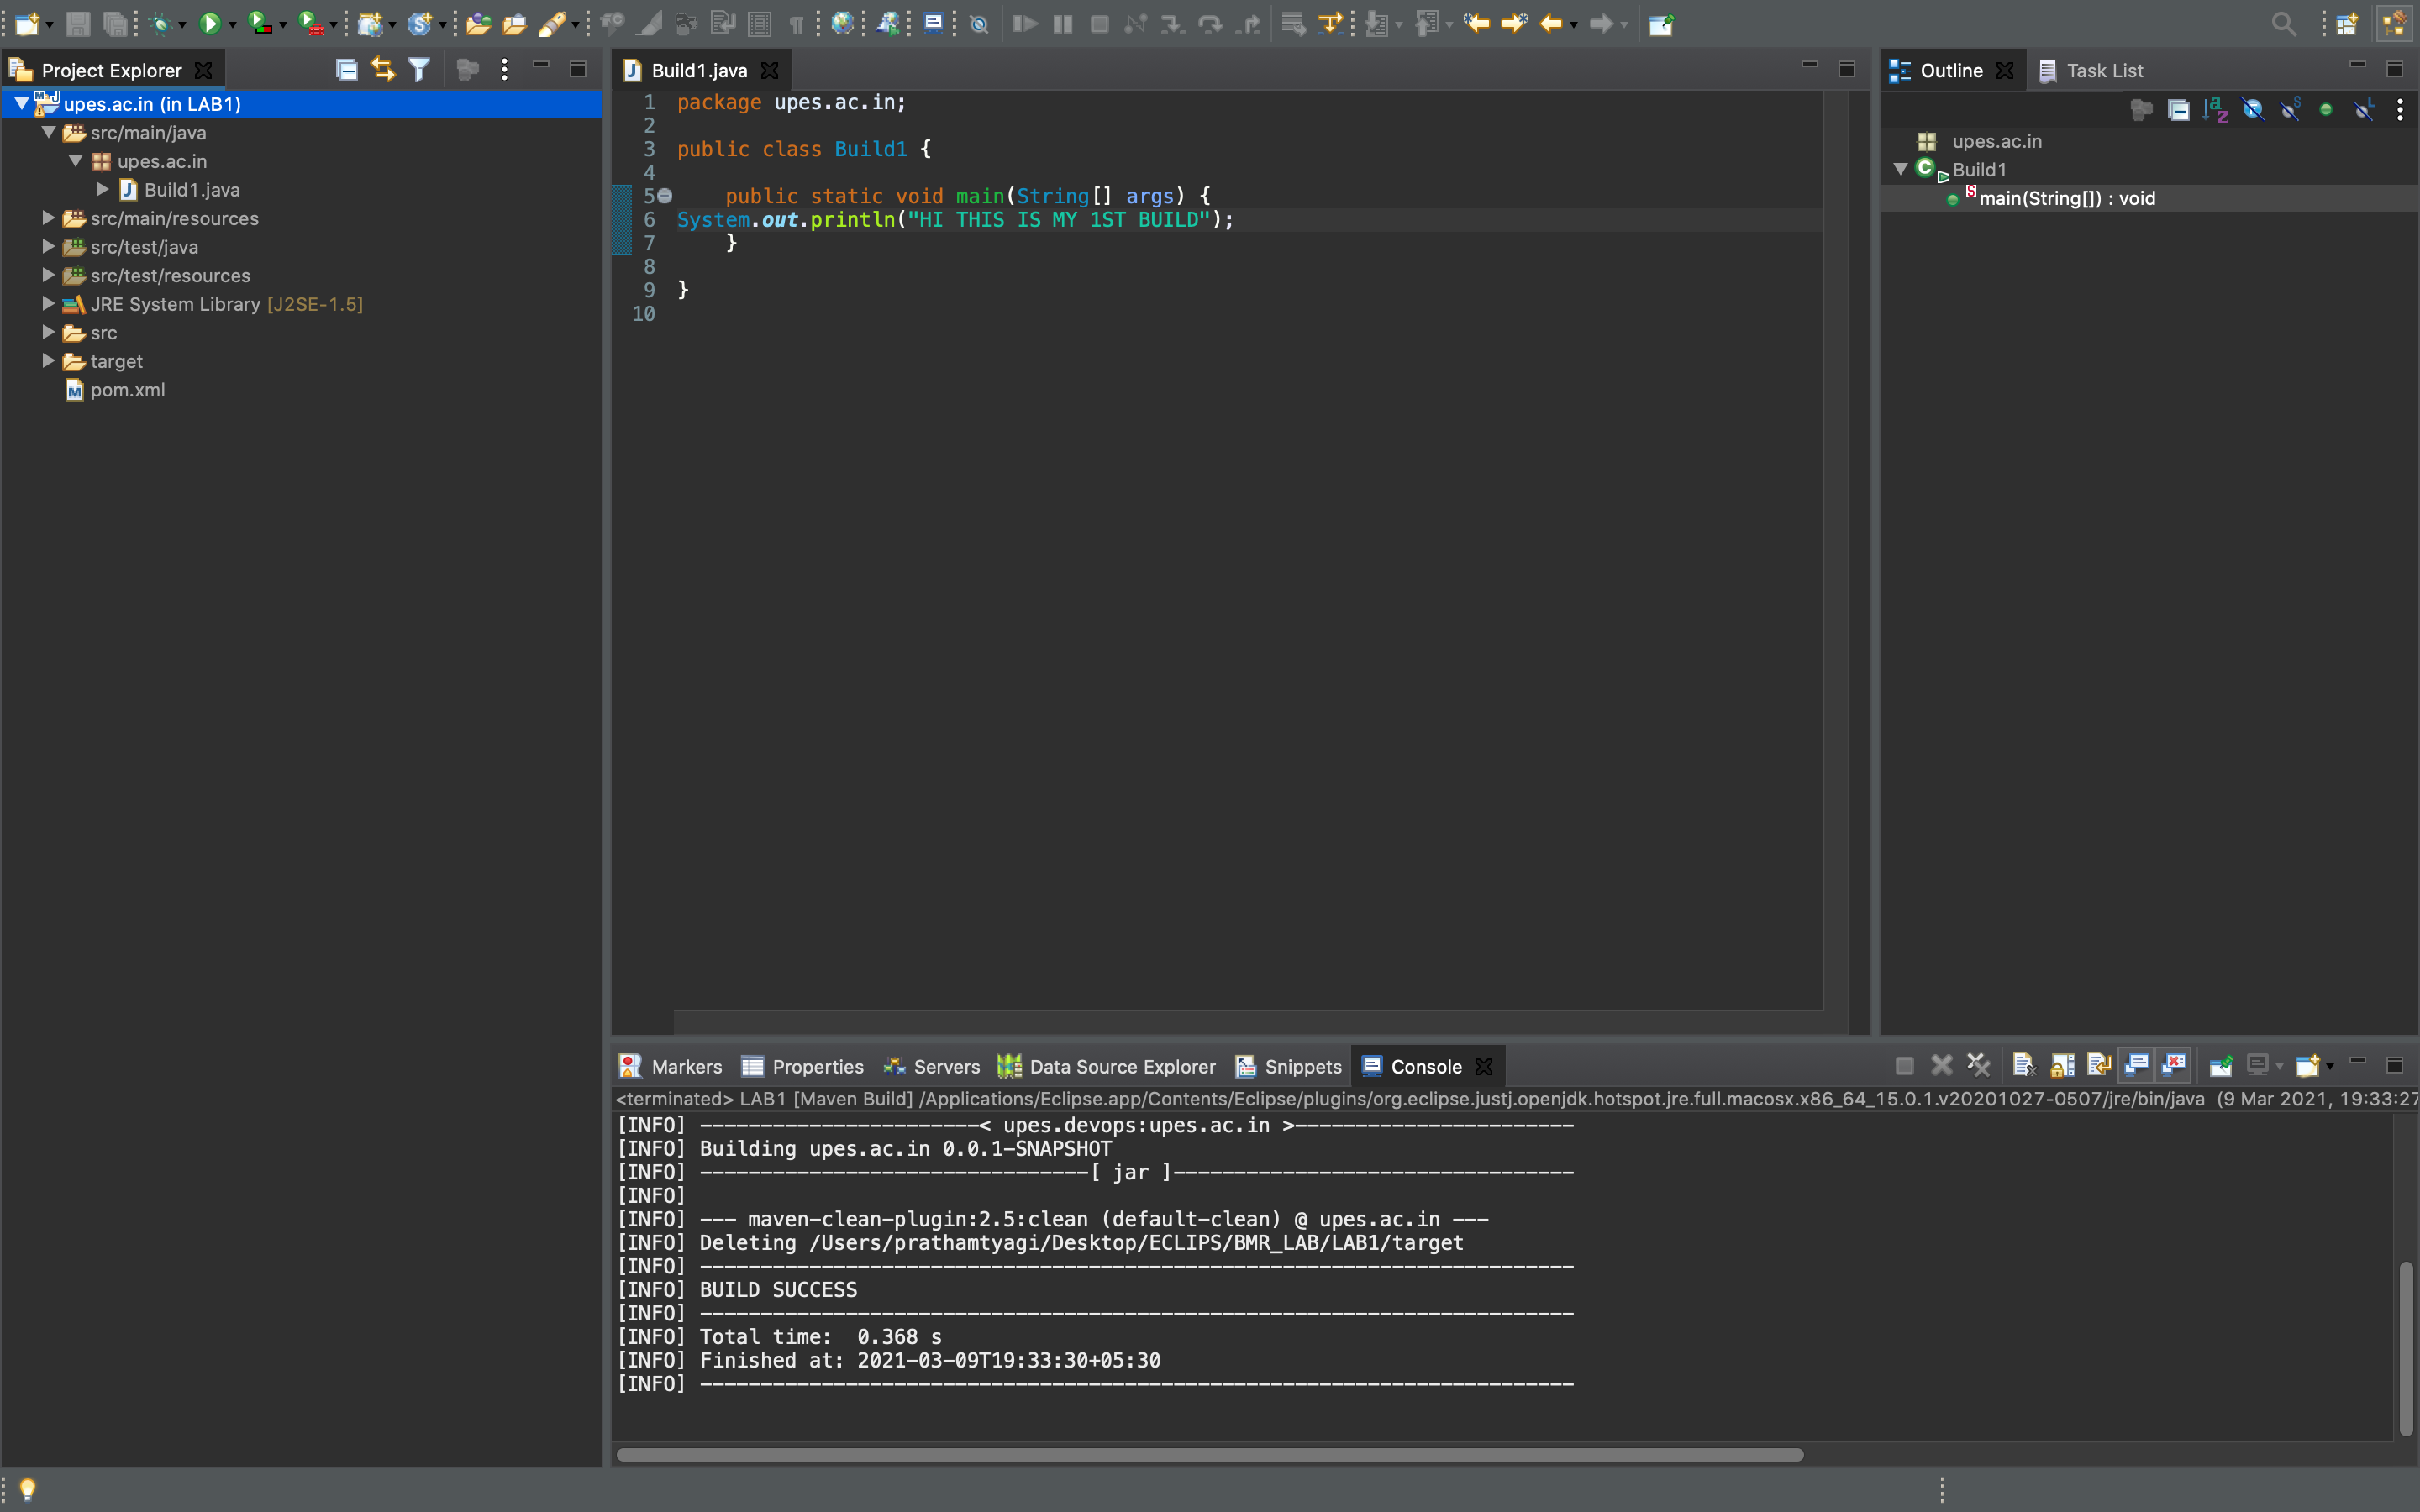 Project Explorer
upes.ac.in (in LAB1)
src/main/java
upes.ac.in
Build1.java
src/main/resources
src/test/java
src/test/resources
JRE System Library [J2SE-1.5]
src
target
pom.xml
Build1.java
1 package upes.ac.in;
2
3 public class Build1 {
4
5 public static void main(String[] args) {
6 System.out.println("HI THIS IS MY 1ST BUILD");
7 }
8
9 }
10
Outline
Task List
upes.ac.in
Build1
main(String[]) : void
Markers
Properties
Servers
Data Source Explorer
Snippets
Console
<terminated> LAB1 [Maven Build] /Applications/Eclipse.app/Contents/Eclipse/plugins/org.eclipse.justj.openjdk.hotspot.jre.full.macosx.x86_64_15.0.1.v20201027-0507/jre/bin/java (9 Mar 2021, 19:33:27
[INFO] -----------------------< upes.devops:upes.ac.in >-----------------------
[INFO] Building upes.ac.in 0.0.1-SNAPSHOT
[INFO] --------------------------------[ jar ]---------------------------------
[INFO]
[INFO] --- maven-clean-plugin:2.5:clean (default-clean) @ upes.ac.in ---
[INFO] Deleting /Users/prathamtyagi/Desktop/ECLIPS/BMR_LAB/LAB1/target
[INFO] ------------------------------------------------------------------------
[INFO] BUILD SUCCESS
[INFO] ------------------------------------------------------------------------
[INFO] Total time:  0.368 s
[INFO] Finished at: 2021-03-09T19:33:30+05:30
[INFO] ------------------------------------------------------------------------